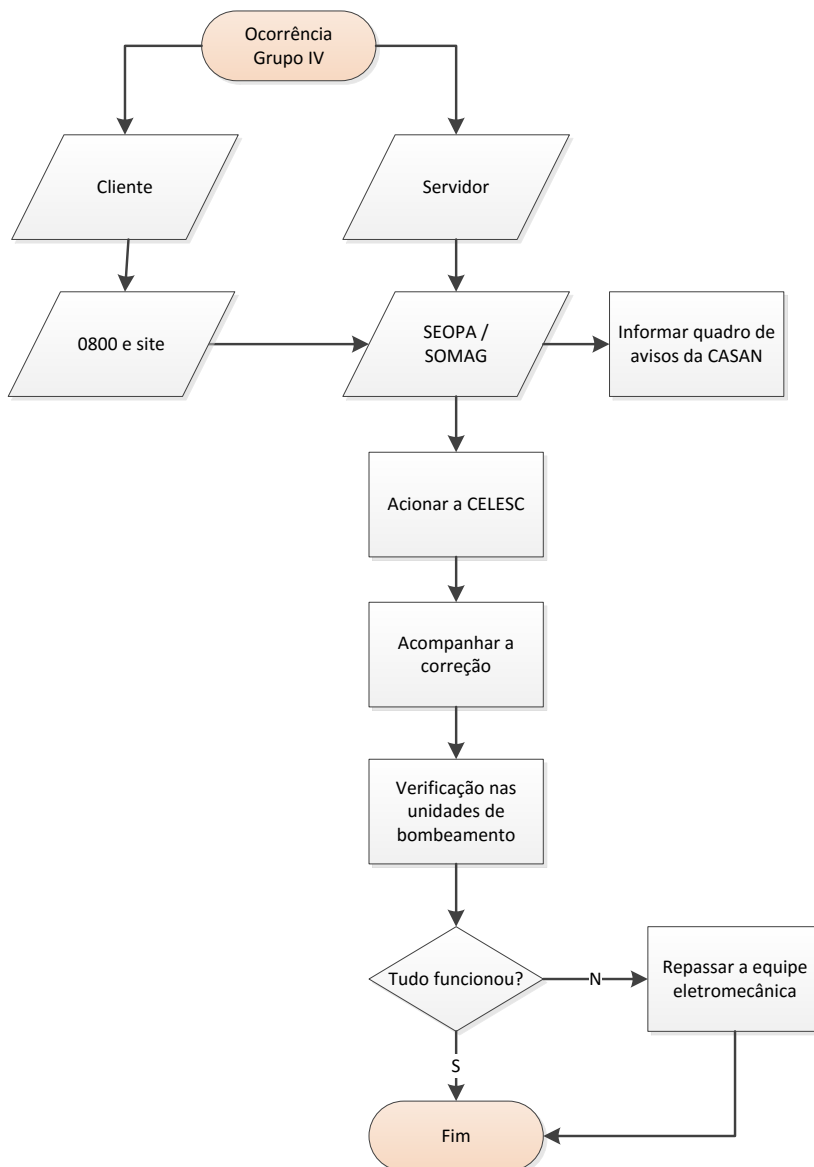 Ocorrência
Grupo IV
Cliente
Servidor
0800 e site
SEOPA /
SOMAG
Informar quadro de
avisos da CASAN
Acionar a CELESC
Acompanhar a
correção
Verificação nas
unidades de
bombeamento
Tudo funcionou?
N
Repassar a equipe
eletromecânica
S
Fim